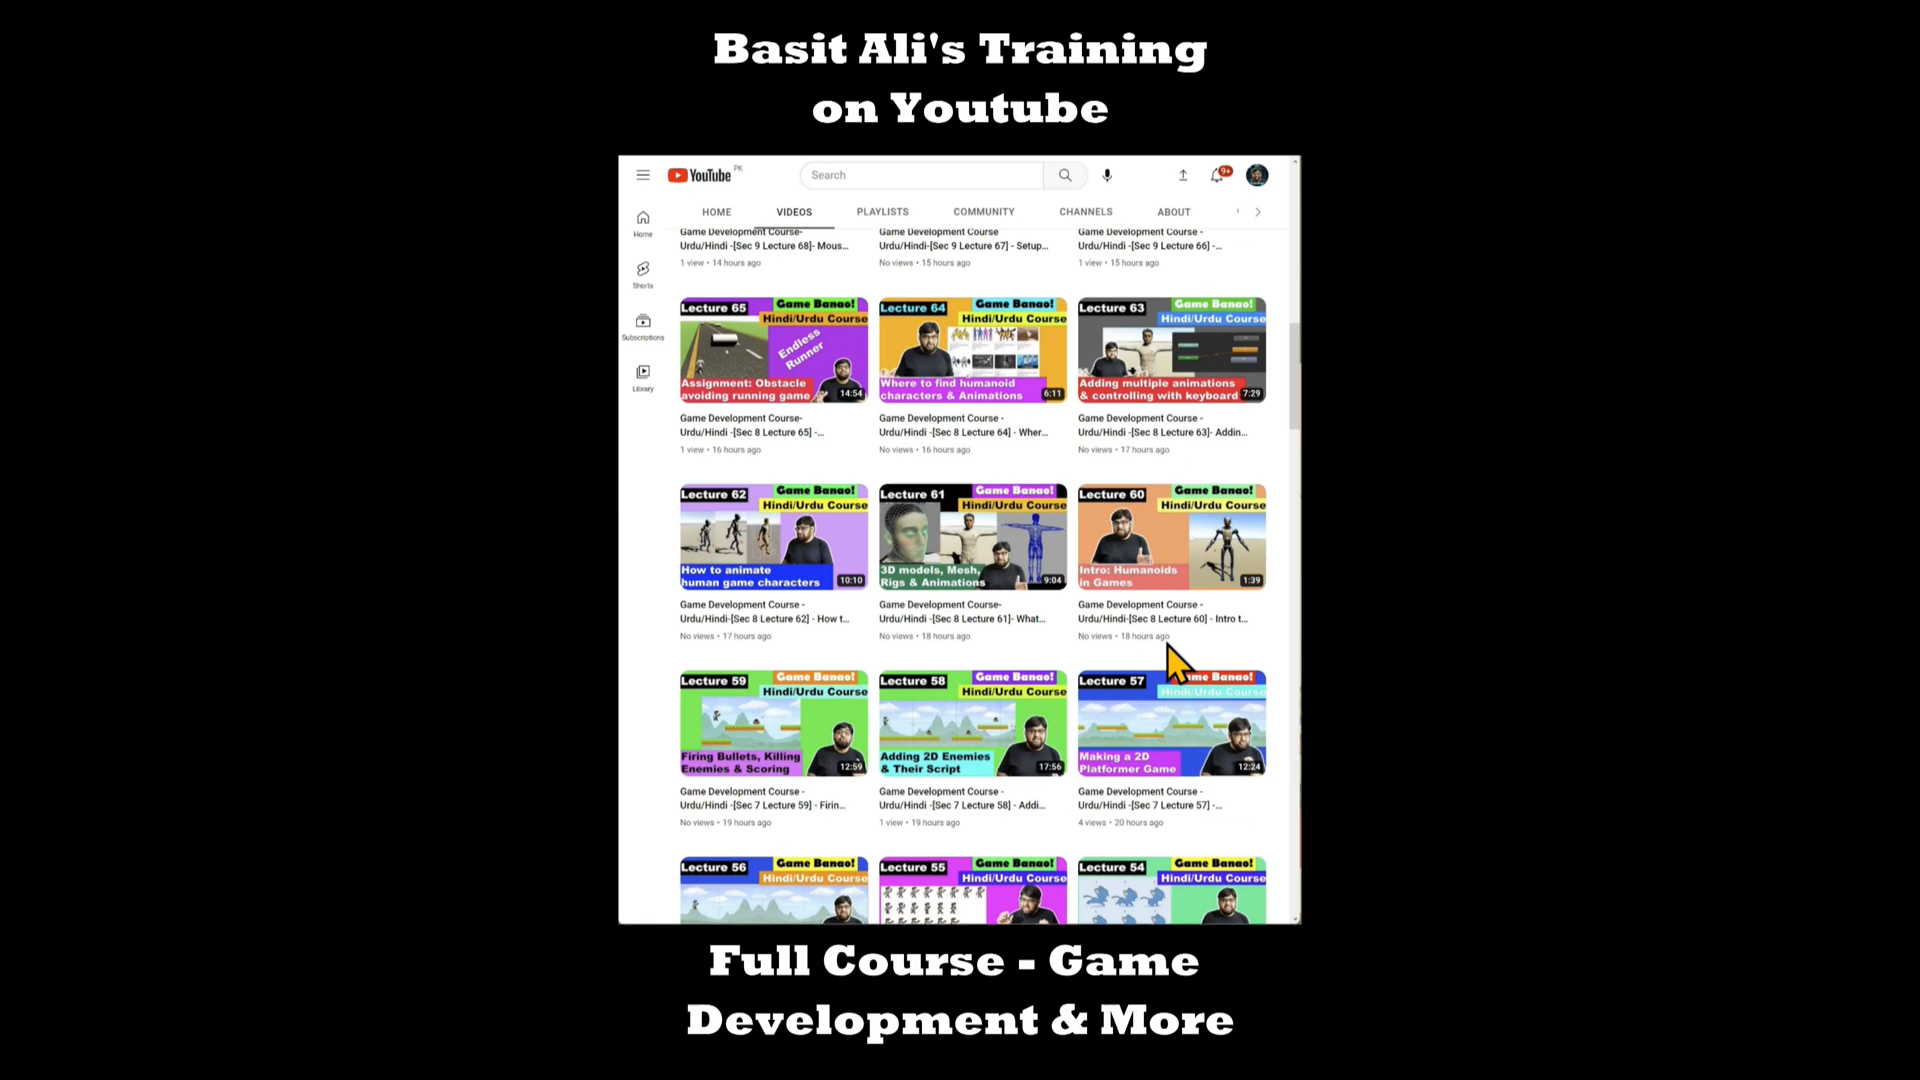 Basit Ali's Training
on Youtube
YouTube PK
Search
9+
HOME VIDEOS PLAYLISTS COMMUNITY CHANNELS ABOUT
Home
Shorts
Subscriptions
Library
Game Development Course-
Urdu/Hindi -[Sec 9 Lecture 68]- Mous...
1 view • 14 hours ago
Game Development Course
Urdu/Hindi-[Sec 9 Lecture 67] - Setup...
No views • 15 hours ago
Game Development Course -
Urdu/Hindi -[Sec 9 Lecture 66] -...
1 view • 15 hours ago
Lecture 65
Game Banao!
Hindi/Urdu Course
Endless
Runner
Assignment: Obstacle
avoiding running game
14:54
Game Development Course-
Urdu/Hindi -[Sec 8 Lecture 65] -...
1 view • 16 hours ago
Lecture 64
Game Banao!
Hindi/Urdu Course
Where to find humanoid
characters & Animations
6:11
Game Development Course -
Urdu/Hindi -[Sec 8 Lecture 64] - Wher...
No views • 16 hours ago
Lecture 63
Game Banao!
Hindi/Urdu Course
Adding multiple animations
& controlling with keyboard
7:29
Game Development Course -
Urdu/Hindi -[Sec 8 Lecture 63]- Addin...
No views • 17 hours ago
Lecture 62
Game Banao!
Hindi/Urdu Course
How to animate
human game characters
10:10
Game Development Course -
Urdu/Hindi-[Sec 8 Lecture 62] - How t...
No views • 17 hours ago
Lecture 61
Game Banao!
Hindi/Urdu Course
3D models, Mesh,
Rigs & Animations
9:04
Game Development Course-
Urdu/Hindi -[Sec 8 Lecture 61]- What...
No views • 18 hours ago
Lecture 60
Game Banao!
Hindi/Urdu Course
Intro: Humanoids
in Games
1:39
Game Development Course -
Urdu/Hindi-[Sec 8 Lecture 60] - Intro t...
No views • 18 hours ago
Lecture 59
Game Banao!
Hindi/Urdu Course
Firing Bullets, Killing
Enemies & Scoring
12:59
Game Development Course -
Urdu/Hindi -[Sec 7 Lecture 59] - Firin...
No views • 19 hours ago
Lecture 58
Game Banao!
Hindi/Urdu Course
Adding 2D Enemies
& Their Script
17:56
Game Development Course -
Urdu/Hindi -[Sec 7 Lecture 58] - Addi...
1 view • 19 hours ago
Lecture 57
me Banao!
Hindi/Urdu Course
Making a 2D
Platformer Game
12:24
Game Development Course -
Urdu/Hindi -[Sec 7 Lecture 57] -...
4 views • 20 hours ago
Lecture 56
Game Banao!
Hindi/Urdu Course
Lecture 55
Game Banao!
Hindi/Urdu Course
Lecture 54
Game Banao!
Hindi/Urdu Course
Full Course - Game
Development & More